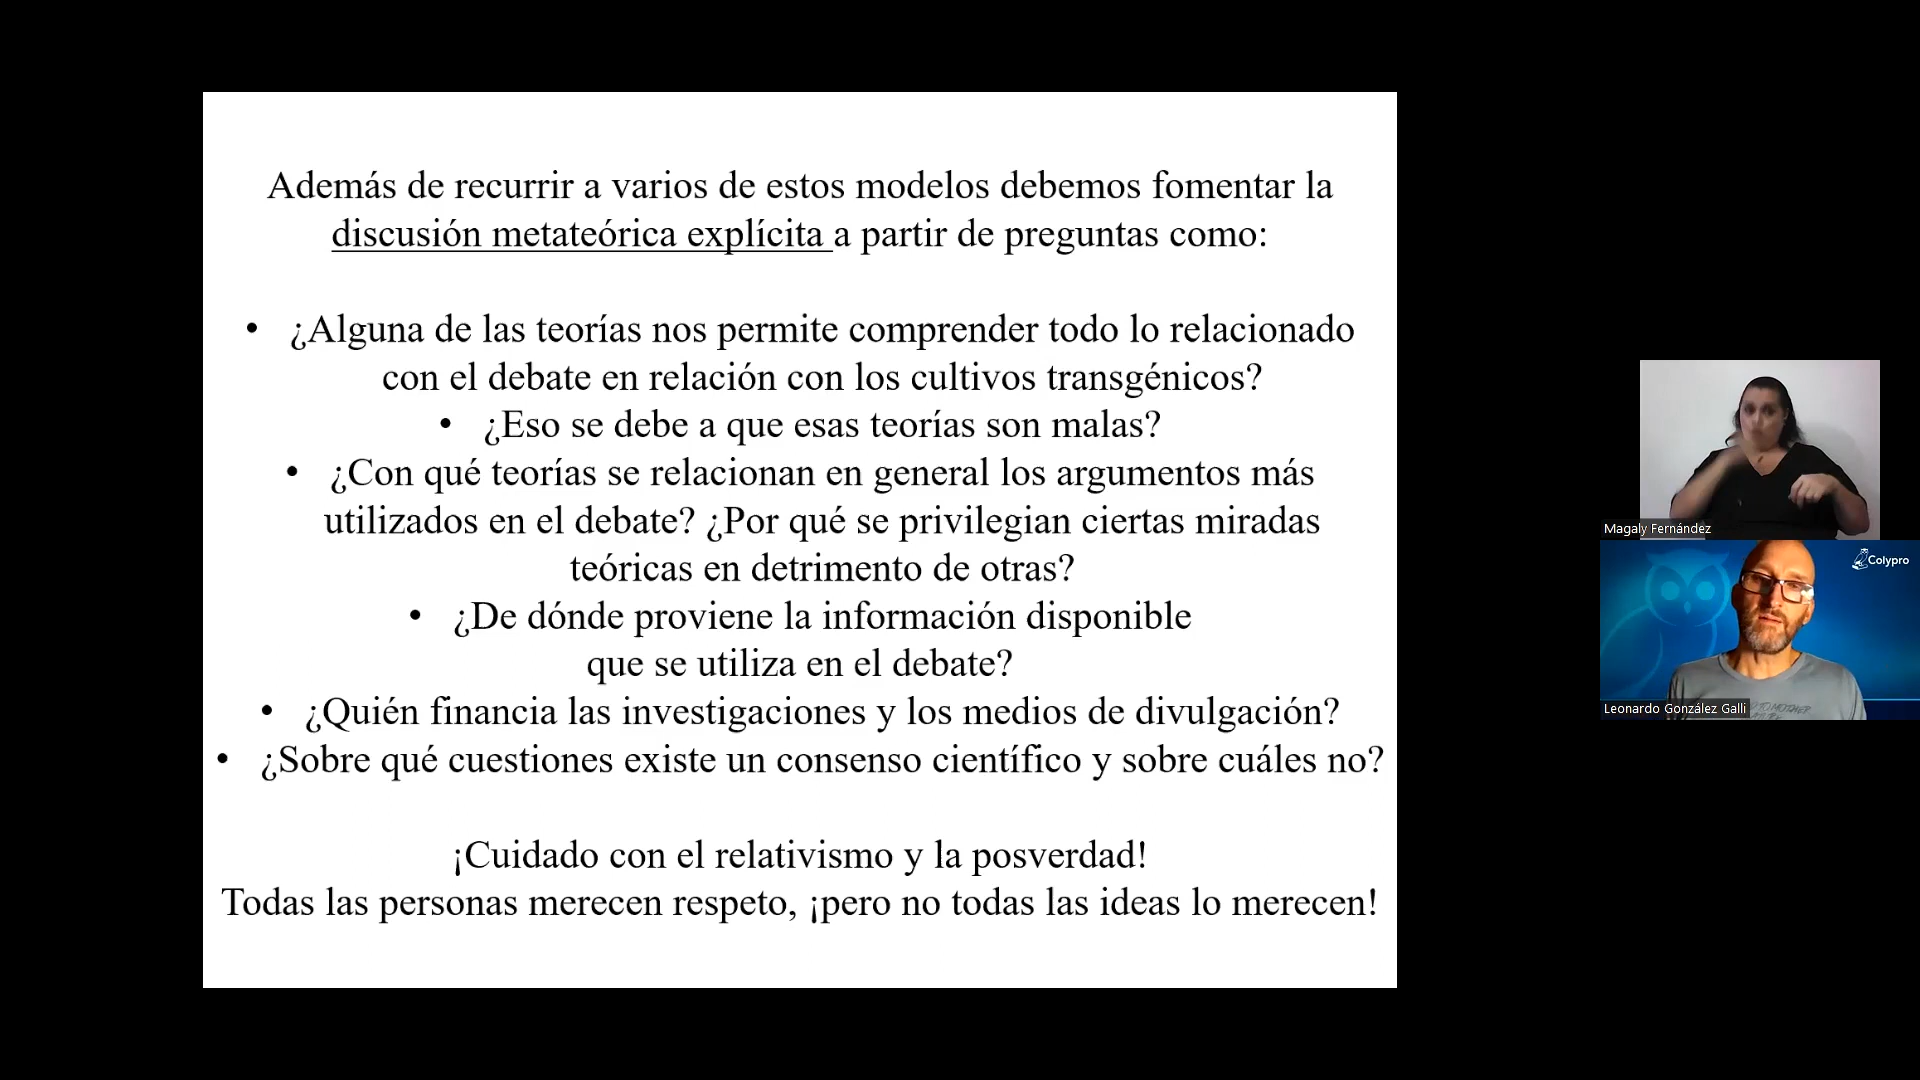 Además de recurrir a varios de estos modelos debemos fomentar la
discusión metateórica explícita a partir de preguntas como:
• ¿Alguna de las teorías nos permite comprender todo lo relacionado
con el debate en relación con los cultivos transgénicos?
• ¿Eso se debe a que esas teorías son malas?
• ¿Con qué teorías se relacionan en general los argumentos más
utilizados en el debate? ¿Por qué se privilegian ciertas miradas
teóricas en detrimento de otras?
• ¿De dónde proviene la información disponible
que se utiliza en el debate?
• ¿Quién financia las investigaciones y los medios de divulgación?
• ¿Sobre qué cuestiones existe un consenso científico y sobre cuáles no?
¡Cuidado con el relativismo y la posverdad!
Todas las personas merecen respeto, ¡pero no todas las ideas lo merecen!
Magaly Fernández
Colypro
Leonardo González Galli